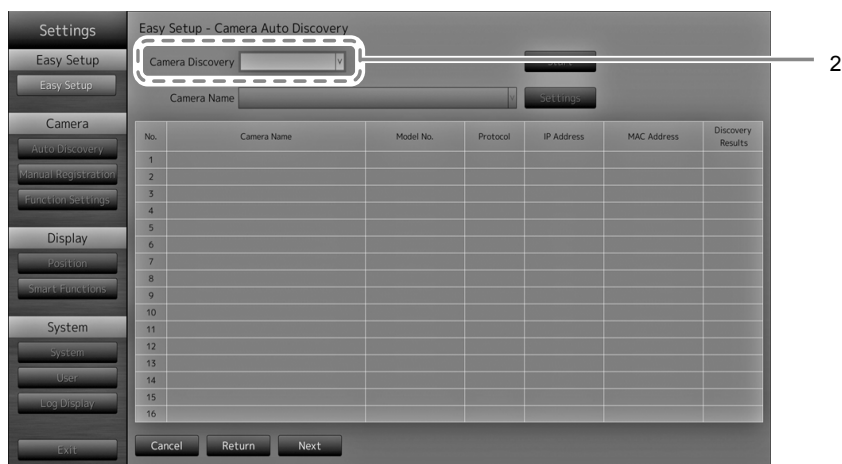 Settings
Easy Setup
Easy Setup
Camera
Auto Discovery
Manual Registration
Function Settings
Display
Position
Smart Functions
System
System
User
Log Display
Exit
Easy Setup - Camera Auto Discovery
Camera Discovery
Start
2
Camera Name
Settings
No. Camera Name Model No. Protocol IP Address MAC Address Discovery Results
1
2
3
4
5
6
7
8
9
10
11
12
13
14
15
16
Cancel Return Next